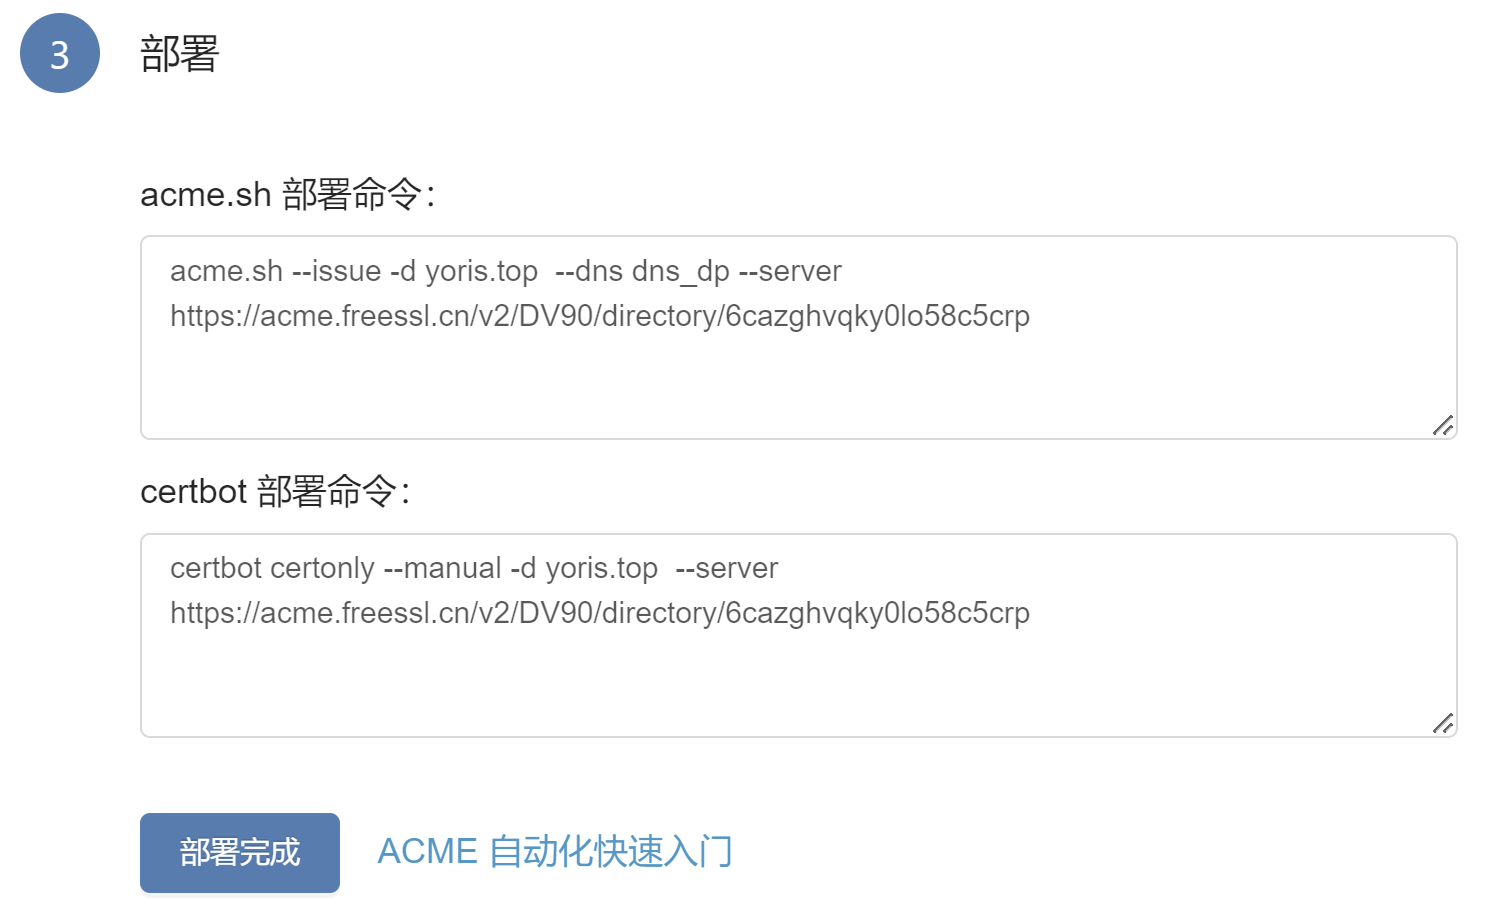 3
部署
acme.sh 部署命令：
acme.sh --issue -d yoris.top  --dns dns_dp --server
https://acme.freessl.cn/v2/DV90/directory/6cazghvqky0lo58c5crp
certbot 部署命令：
certbot certonly --manual -d yoris.top  --server
https://acme.freessl.cn/v2/DV90/directory/6cazghvqky0lo58c5crp
部署完成 ACME 自动化快速入门